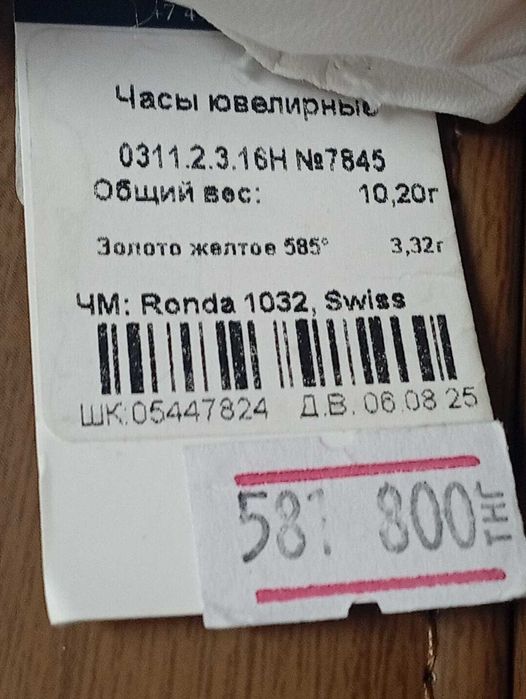 Часы ювелирные
0311.2.3.16Н №7845
Общий вес: 10,20г
Золото желтое 585° 3,32г
ЧМ: Ronda 1032, Swiss
ШК:05447824 Д.В. 06.08.25
800 ТНГ